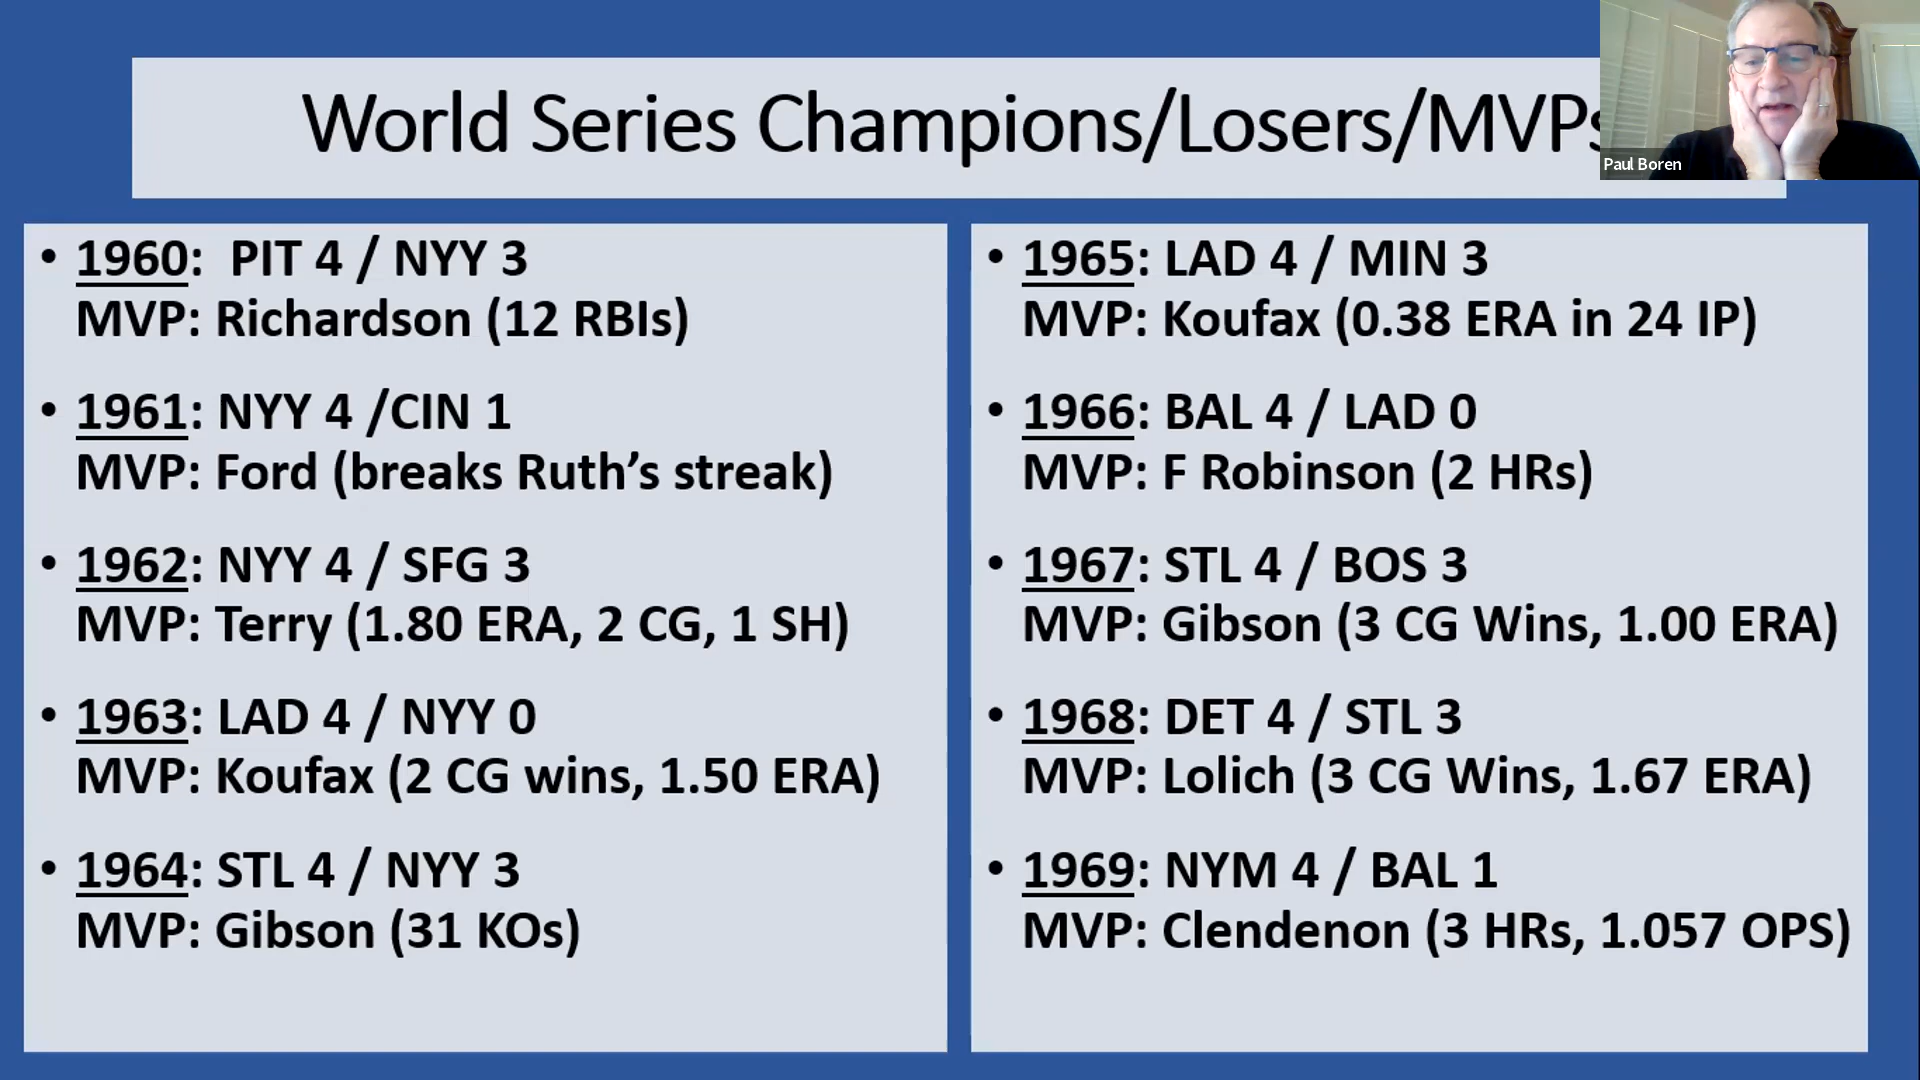 World Series Champions/Losers/MVPs
Paul Boren
• 1960:  PIT 4 / NYY 3
MVP: Richardson (12 RBIs)
• 1961: NYY 4 /CIN 1
MVP: Ford (breaks Ruth’s streak)
• 1962: NYY 4 / SFG 3
MVP: Terry (1.80 ERA, 2 CG, 1 SH)
• 1963: LAD 4 / NYY 0
MVP: Koufax (2 CG wins, 1.50 ERA)
• 1964: STL 4 / NYY 3
MVP: Gibson (31 KOs)
• 1965: LAD 4 / MIN 3
MVP: Koufax (0.38 ERA in 24 IP)
• 1966: BAL 4 / LAD 0
MVP: F Robinson (2 HRs)
• 1967: STL 4 / BOS 3
MVP: Gibson (3 CG Wins, 1.00 ERA)
• 1968: DET 4 / STL 3
MVP: Lolich (3 CG Wins, 1.67 ERA)
• 1969: NYM 4 / BAL 1
MVP: Clendenon (3 HRs, 1.057 OPS)